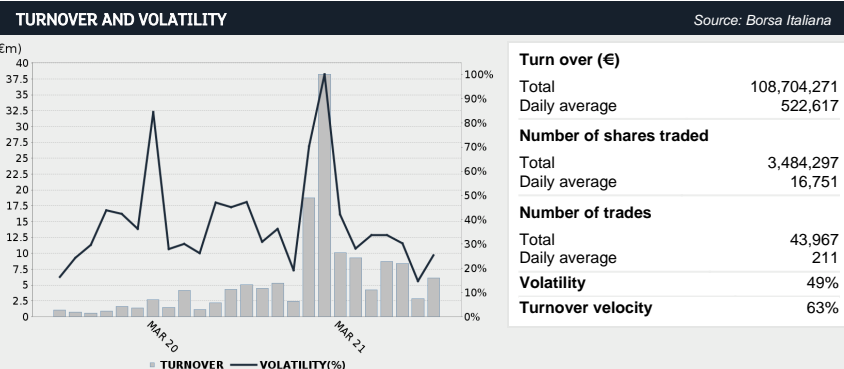 TURNOVER AND VOLATILITY
Source: Borsa Italiana
€m)
40
37.5
35
32.5
30
27.5
25
22.5
20
17.5
15
12.5
10
7.5
5
2.5
0
100%
90%
80%
70%
60%
50%
40%
30%
20%
10%
0%
MAR 20
MAR 21
TURNOVER VOLATILITY(%)
Turn over (€)
Total 108,704,271
Daily average 522,617
Number of shares traded
Total 3,484,297
Daily average 16,751
Number of trades
Total 43,967
Daily average 211
Volatility 49%
Turnover velocity 63%